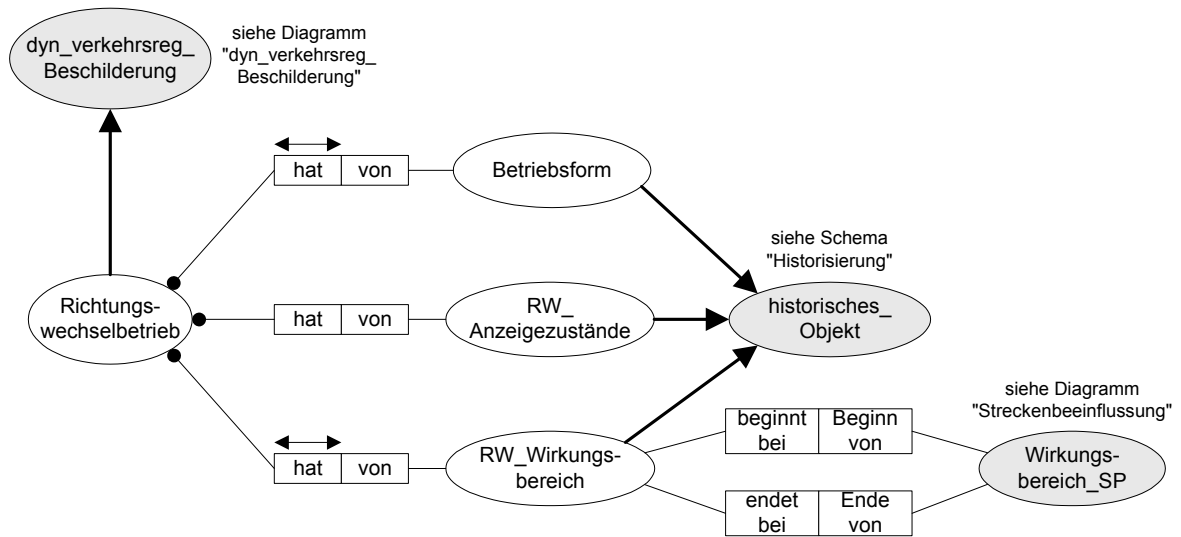 dyn_verkehrsreg_
Beschilderung
siehe Diagramm
"dyn_verkehrsreg_
Beschilderung"
hat
von
Betriebsform
siehe Schema
"Historisierung"
Richtungs-
wechselbetrieb
hat
von
RW_
Anzeigezustände
historisches_
Objekt
siehe Diagramm
"Streckenbeeinflussung"
hat
von
RW_Wirkungs-
bereich
beginnt
bei
Beginn
von
endet
bei
Ende
von
Wirkungs-
bereich_SP